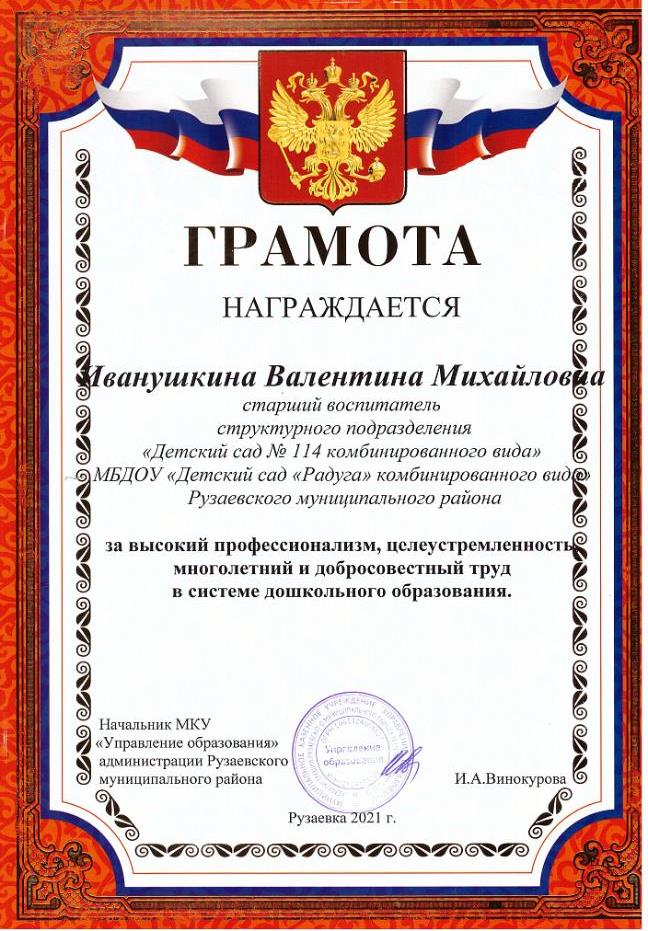 ГРАМОТА
НАГРАЖДАЕТСЯ
Иванушкина Валентина Михайловна
старший воспитатель
структурного подразделения
«Детский сад № 114 комбинированного вида»
МБДОУ «Детский сад «Радуга» комбинированного вида»
Рузаевского муниципального района
за высокий профессионализм, целеустремленность,
многолетний и добросовестный труд
в системе дошкольного образования.
Начальник МКУ
«Управление образования»
администрации Рузаевского
муниципального района
Управление
образования
И.А.Винокурова
Рузаевка 2021 г.